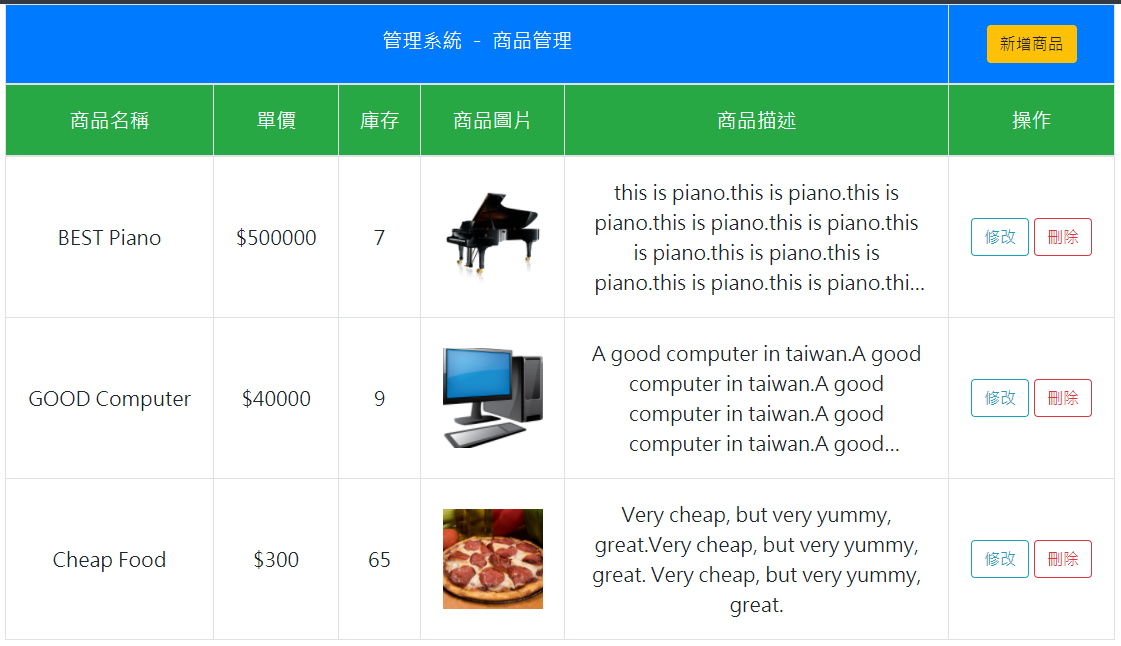 管理系統 - 商品管理
新增商品
商品名稱
單價
庫存
商品圖片
商品描述
操作
BEST Piano
$500000
7
this is piano.this is piano.this is
piano.this is piano.this is piano.this
is piano.this is piano.this is
piano.this is piano.this is piano.thi...
修改
刪除
GOOD Computer
$40000
9
A good computer in taiwan.A good
computer in taiwan.A good
computer in taiwan.A good
computer in taiwan.A good...
修改
刪除
Cheap Food
$300
65
Very cheap, but very yummy,
great.Very cheap, but very yummy,
great. Very cheap, but very yummy,
great.
修改
刪除